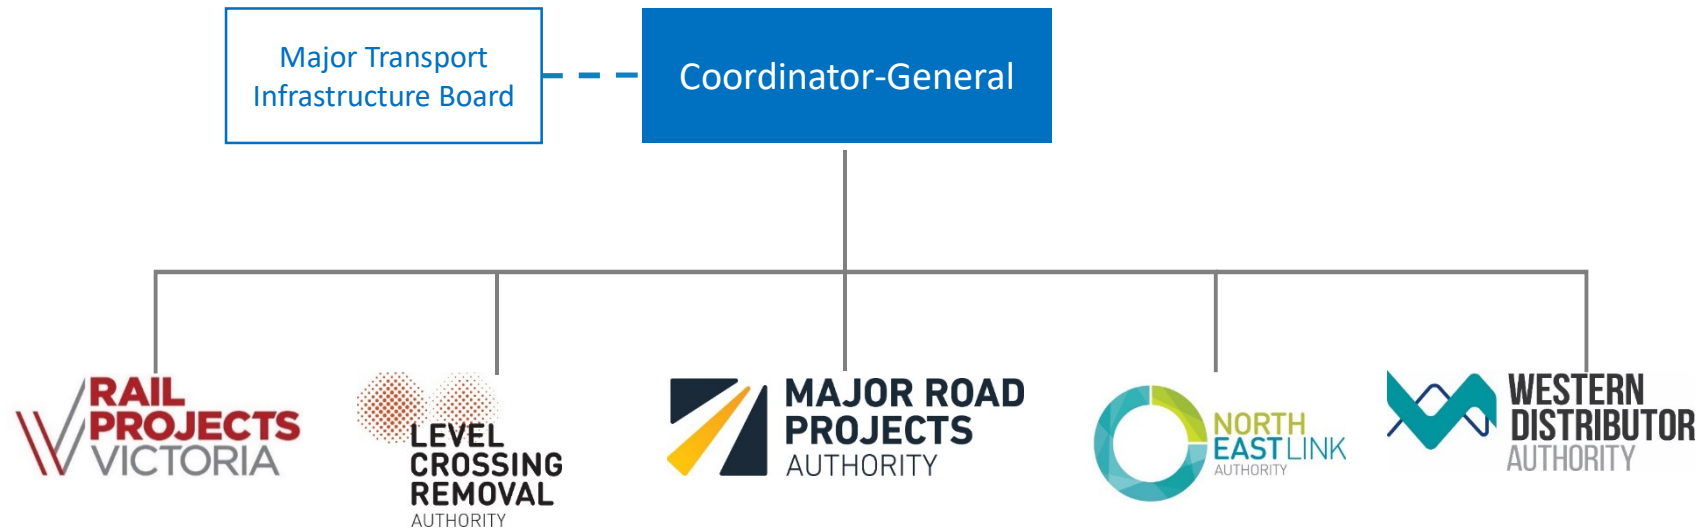 Major Transport
Infrastructure Board
Coordinator-General
RAIL
PROJECTS
VICTORIA
LEVEL
CROSSING
REMOVAL
AUTHORITY
MAJOR ROAD
PROJECTS
AUTHORITY
NORTH
EAST LINK
AUTHORITY
WESTERN
DISTRIBUTOR
AUTHORITY